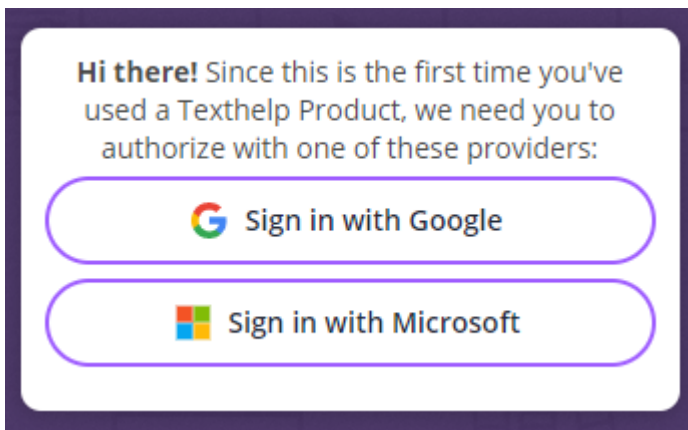 Hi there! Since this is the first time you've
used a Texthelp Product, we need you to
authorize with one of these providers:
Sign in with Google
Sign in with Microsoft